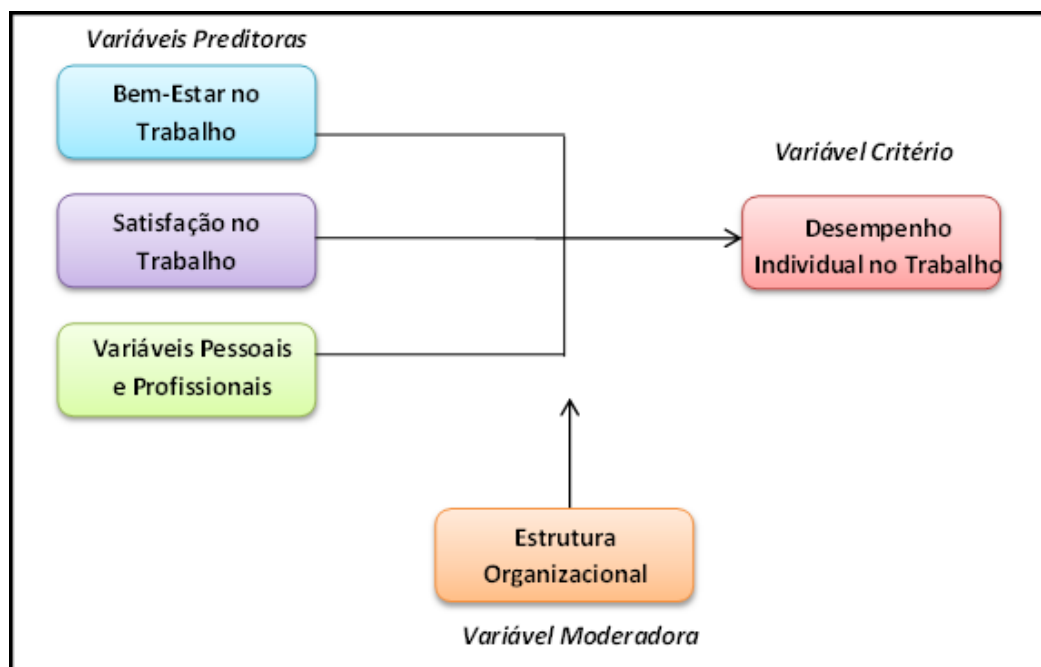 Variáveis Preditoras
Bem-Estar no
Trabalho
Variável Critério
Satisfação no
Trabalho
Desempenho
Individual no Trabalho
Variáveis Pessoais
e Profissionais
Estrutura
Organizacional
Variável Moderadora